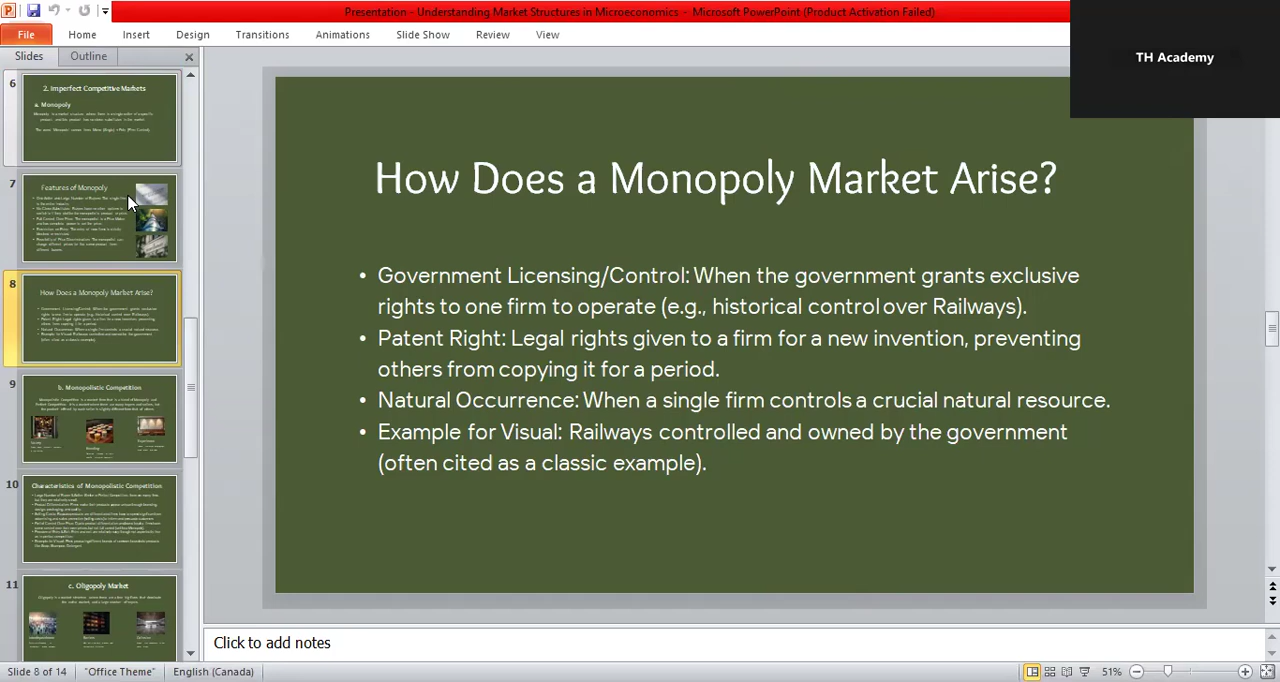 Presentation - Understanding Market Structures in Microeconomics - Microsoft PowerPoint (Product Activation Failed)
File Home Insert Design Transitions Animations Slide Show Review View
TH Academy
Slides Outline
6
2. Imperfect Competitive Markets
a. Monopoly
7
Features of Monopoly
8
How Does a Monopoly Market Arise?
9
b. Monopolistic Competition
10
Characteristics of Monopolistic Competition
11
c. Oligopoly Market
How Does a Monopoly Market Arise?
• Government Licensing/Control: When the government grants exclusive
rights to one firm to operate (e.g., historical control over Railways).
• Patent Right: Legal rights given to a firm for a new invention, preventing
others from copying it for a period.
• Natural Occurrence: When a single firm controls a crucial natural resource.
• Example for Visual: Railways controlled and owned by the government
(often cited as a classic example).
Click to add notes
Slide 8 of 14 "Office Theme" English (Canada) 51%